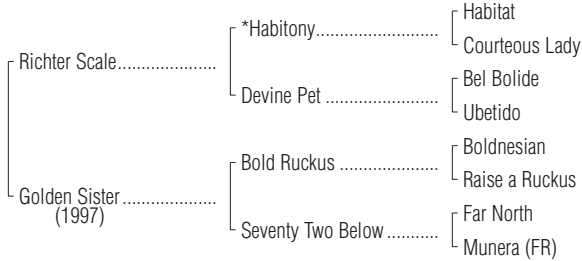 Habitat
*Habitony
Courteous Lady
Richter Scale
Bel Bolide
Devine Pet
Ubetido
Boldnesian
Bold Ruckus
Raise a Ruckus
Golden Sister
(1997)
Far North
Seventy Two Below
Munera (FR)